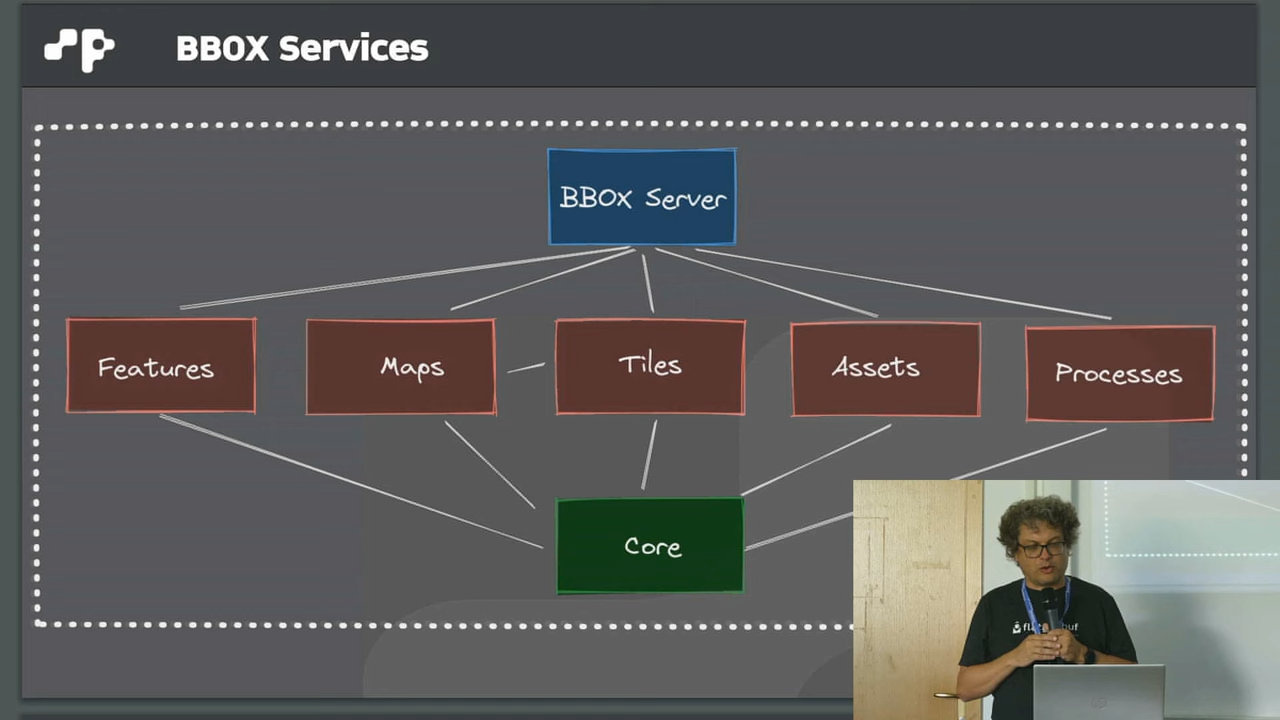 BBOX Services
BBOX Server
Features
Maps
Tiles
Assets
Processes
Core